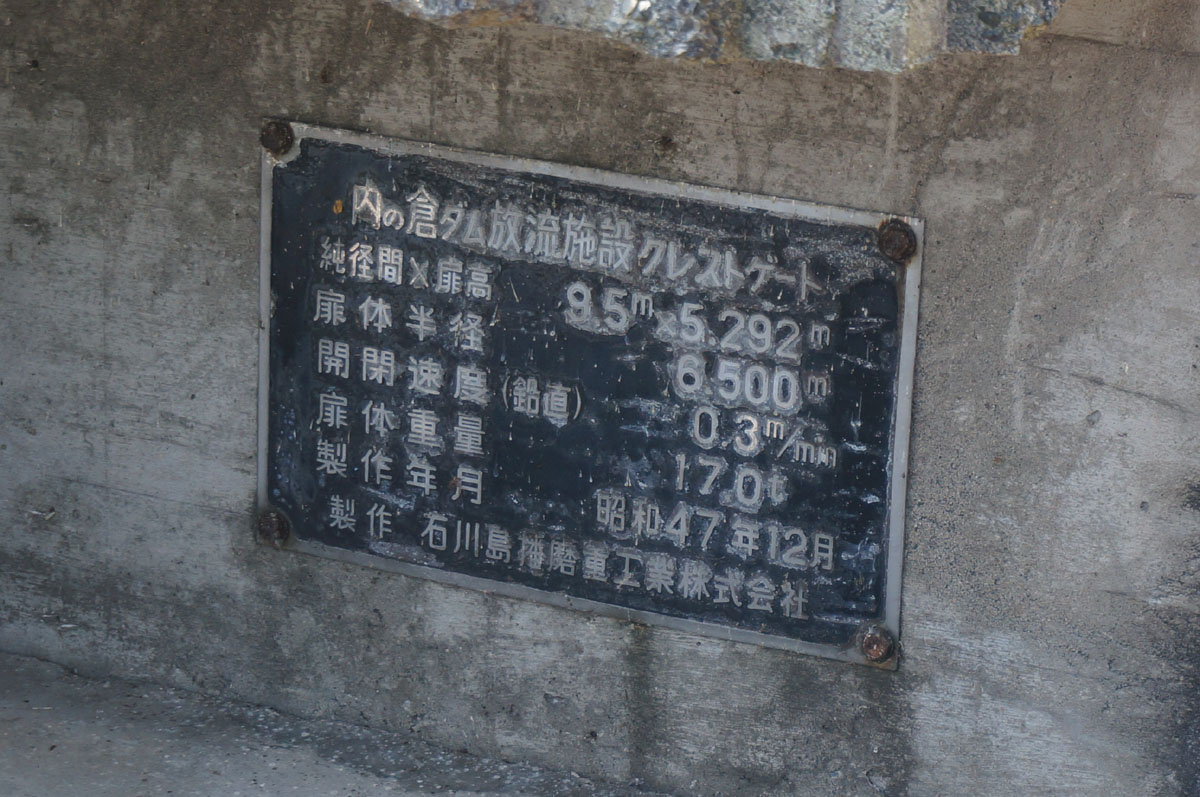 内の倉ダム放流施設クレストゲート
純径間×扉高 9.5m×5.292m
扉体半径 6.500m
開閉速度(鉛直) 0.3m/min
扉体重量 17.0t
製作年月 昭和47年12月
製作 石川島播磨重工業株式会社